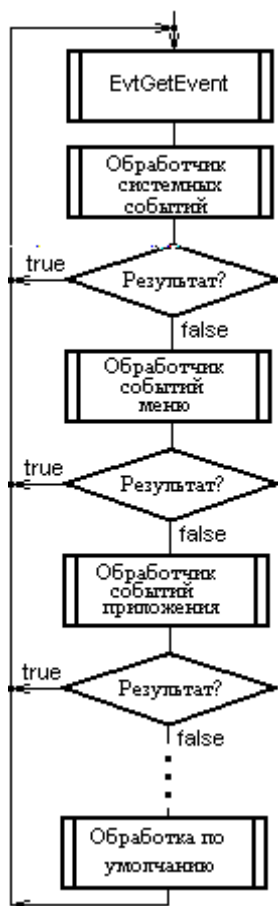 EvtGetEvent
Обработчик
системных
событий
true
Результат?
false
Обработчик
событий
меню
true
Результат?
false
Обработчик
событий
приложения
true
Результат?
false
Обработка по
умолчанию